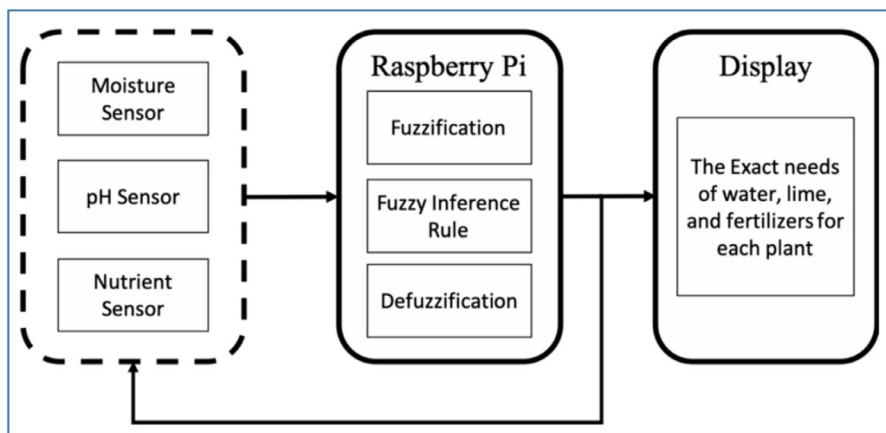 Moisture
Sensor
pH Sensor
Nutrient
Sensor
Raspberry Pi
Fuzzification
Fuzzy Inference
Rule
Defuzzification
Display
The Exact needs
of water, lime,
and fertilizers for
each plant